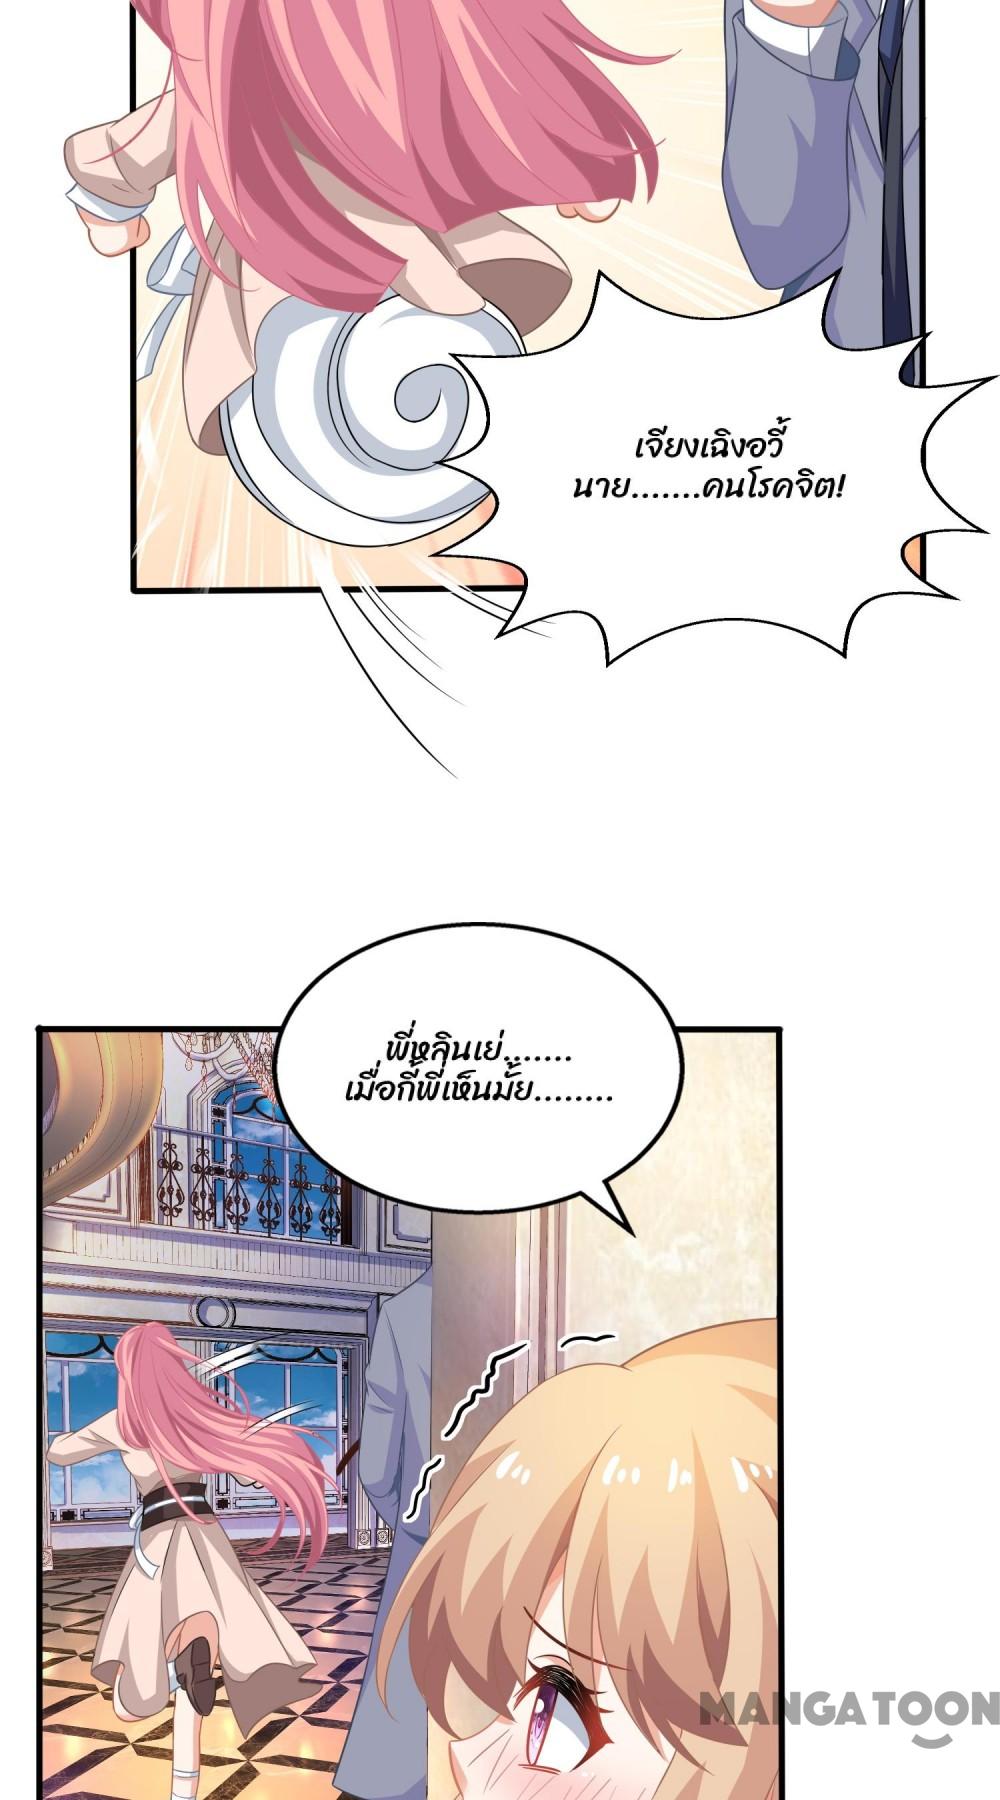 เจียงเฉิงอวี้
นาย.......คนโรคจิต!
พี่หลินเย่.......
เมื่อกี้พี่เห็นมั้ย........
MANGATOON